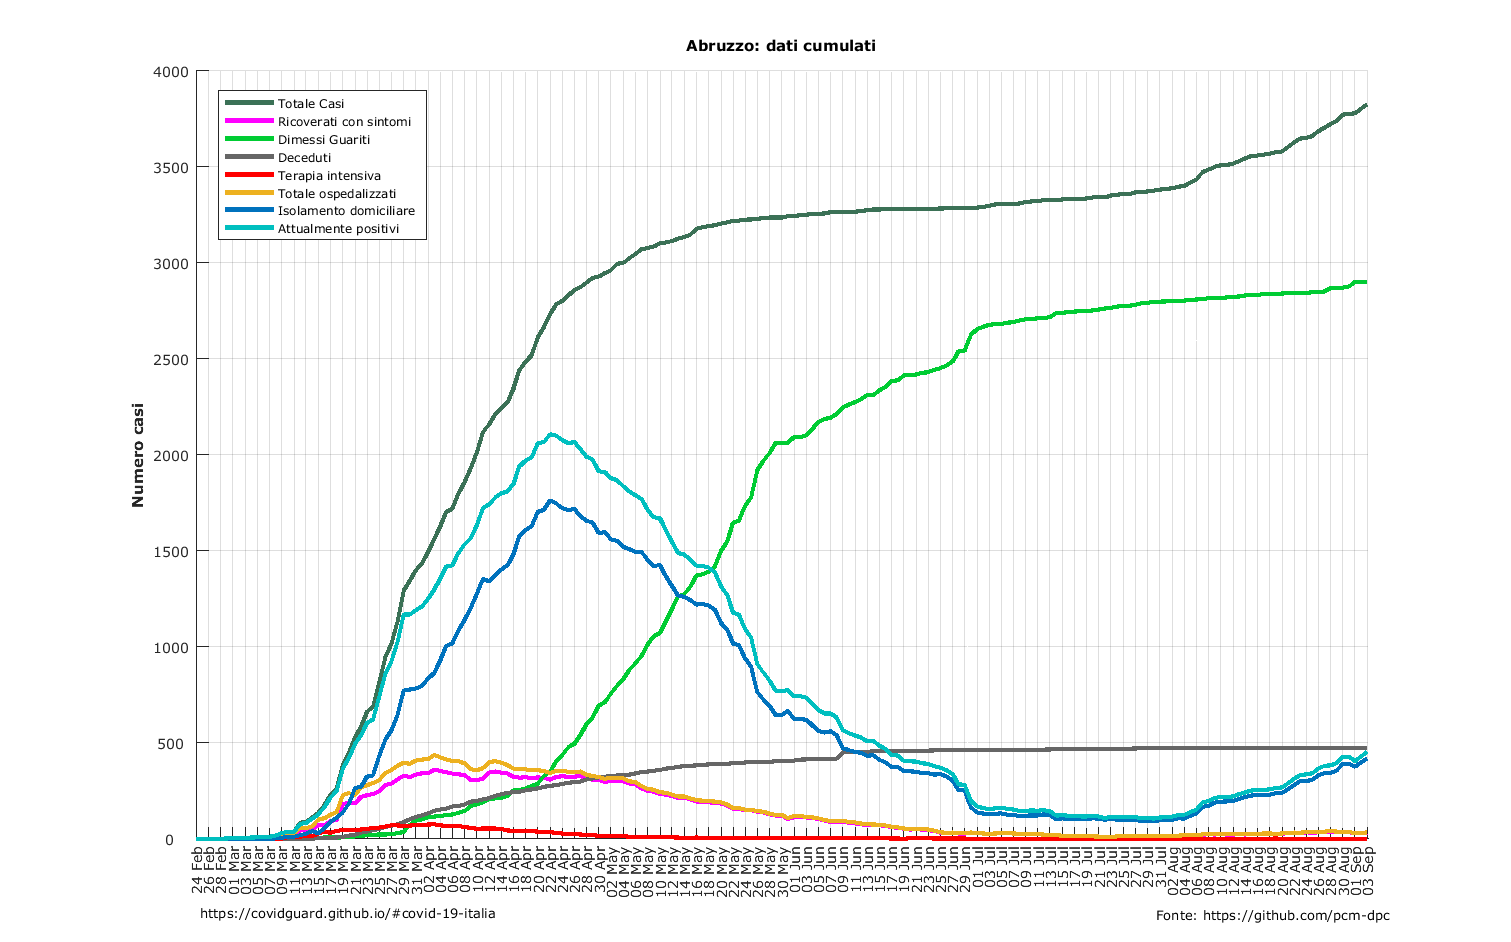 Abruzzo: dati cumulati
Numero casi
4000
3500
3000
2500
2000
1500
1000
500
0
Totale Casi
Ricoverati con sintomi
Dimessi Guariti
Deceduti
Terapia intensiva
Totale ospedalizzati
Isolamento domiciliare
Attualmente positivi
24 Feb
26 Feb
28 Feb
01 Mar
03 Mar
05 Mar
07 Mar
09 Mar
11 Mar
13 Mar
15 Mar
17 Mar
19 Mar
21 Mar
23 Mar
25 Mar
27 Mar
29 Mar
31 Mar
02 Apr
04 Apr
06 Apr
08 Apr
10 Apr
12 Apr
14 Apr
16 Apr
18 Apr
20 Apr
22 Apr
24 Apr
26 Apr
28 Apr
30 Apr
02 May
04 May
06 May
08 May
10 May
12 May
14 May
16 May
18 May
20 May
22 May
24 May
26 May
28 May
30 May
01 Jun
03 Jun
05 Jun
07 Jun
09 Jun
11 Jun
13 Jun
15 Jun
17 Jun
19 Jun
21 Jun
23 Jun
25 Jun
27 Jun
29 Jun
01 Jul
03 Jul
05 Jul
07 Jul
09 Jul
11 Jul
13 Jul
15 Jul
17 Jul
19 Jul
21 Jul
23 Jul
25 Jul
27 Jul
29 Jul
31 Jul
02 Aug
04 Aug
06 Aug
08 Aug
10 Aug
12 Aug
14 Aug
16 Aug
18 Aug
20 Aug
22 Aug
24 Aug
26 Aug
28 Aug
30 Aug
01 Sep
03 Sep
https://covidguard.github.io/#covid-19-italia
Fonte: https://github.com/pcm-dpc